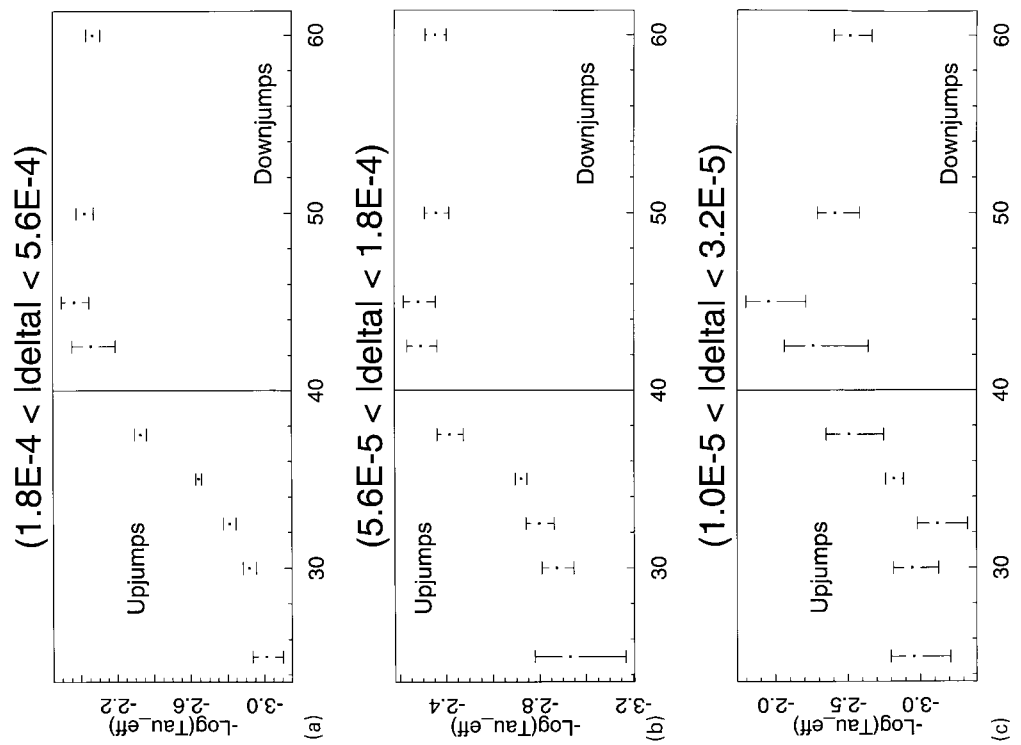 (1.8E-4 < ldeltal < 5.6E-4)
-Log(Tau_eff)
-2.2
-2.6
-3.0
Upjumps
Downjumps
30
40
50
60
(a)
(5.6E-5 < ldeltal < 1.8E-4)
-Log(Tau_eff)
-2.4
-2.8
-3.2
Upjumps
Downjumps
30
40
50
60
(b)
(1.0E-5 < ldeltal < 3.2E-5)
-Log(Tau_eff)
-2.0
-2.5
-3.0
Upjumps
Downjumps
30
40
50
60
(c)